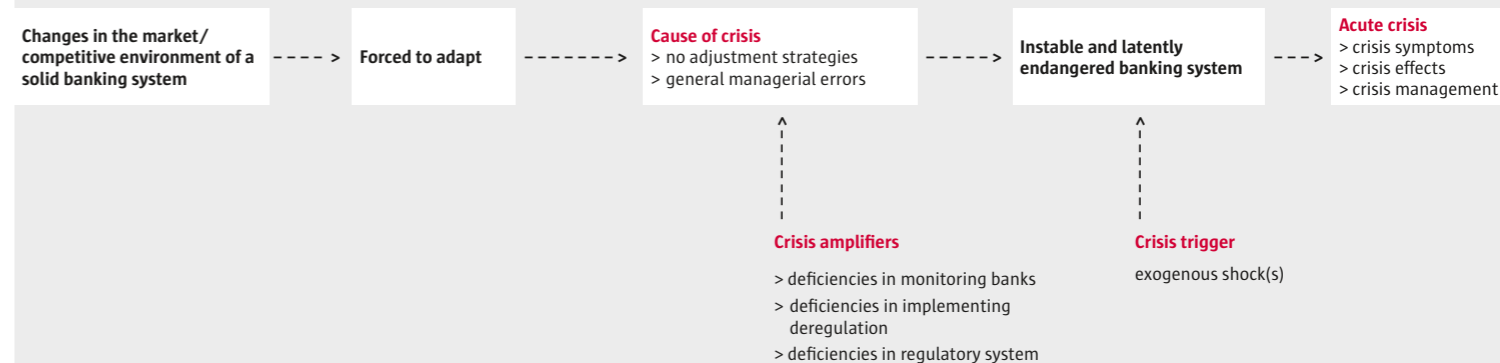 Changes in the market/
competitive environment of a
solid banking system
Forced to adapt
Cause of crisis
> no adjustment strategies
> general managerial errors
Instable and latently
endangered banking system
Acute crisis
> crisis symptoms
> crisis effects
> crisis management
Crisis amplifiers
> deficiencies in monitoring banks
> deficiencies in implementing
deregulation
> deficiencies in regulatory system
Crisis trigger
exogenous shock(s)